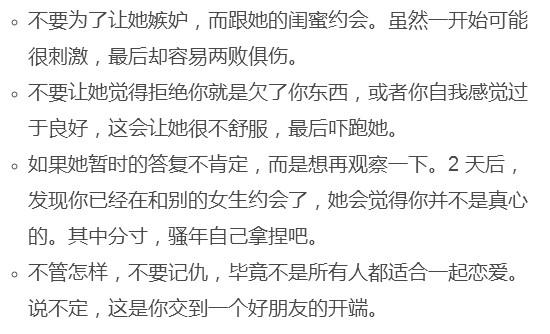 不要为了让她嫉妒，而跟她的闺蜜约会。虽然一开始可能
很刺激，最后却容易两败俱伤。
不要让她觉得拒绝你就是欠了你东西，或者你自我感觉过
于良好，这会让她很不舒服，最后吓跑她。
如果她暂时的答复不肯定，而是想再观察一下。2 天后，
发现你已经在和别的女生约会了，她会觉得你并不是真心
的。其中分寸，骚年自己拿捏吧。
不管怎样，不要记仇，毕竟不是所有人都适合一起恋爱。
说不定，这是你交到一个好朋友的开端。